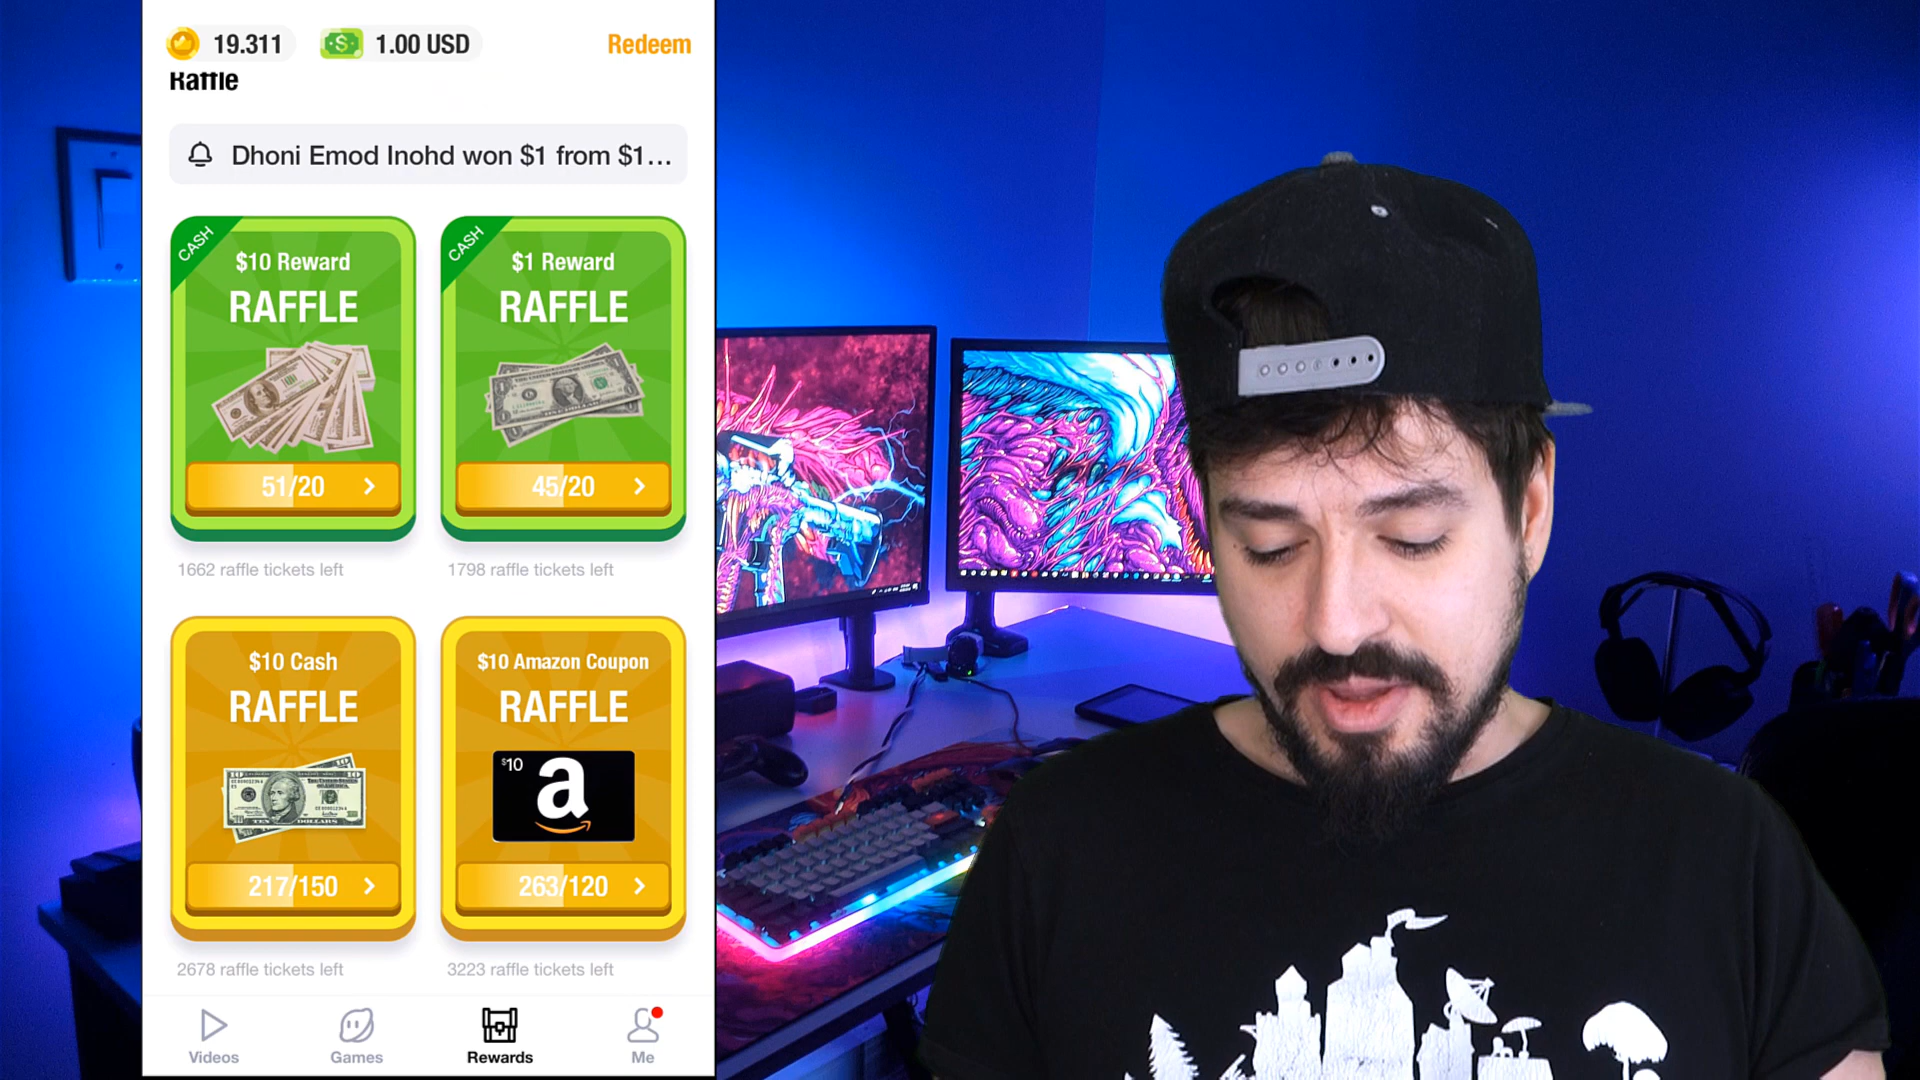 19.311
1.00 USD
Redeem
Raffle
Dhoni Emod Inohd won $1 from $1...
CASH
$10 Reward
RAFFLE
51/20
1662 raffle tickets left
CASH
$1 Reward
RAFFLE
45/20
1798 raffle tickets left
$10 Cash
RAFFLE
217/150
2678 raffle tickets left
$10 Amazon Coupon
RAFFLE
$10
a
263/120
3223 raffle tickets left
Videos
Games
Rewards
Me